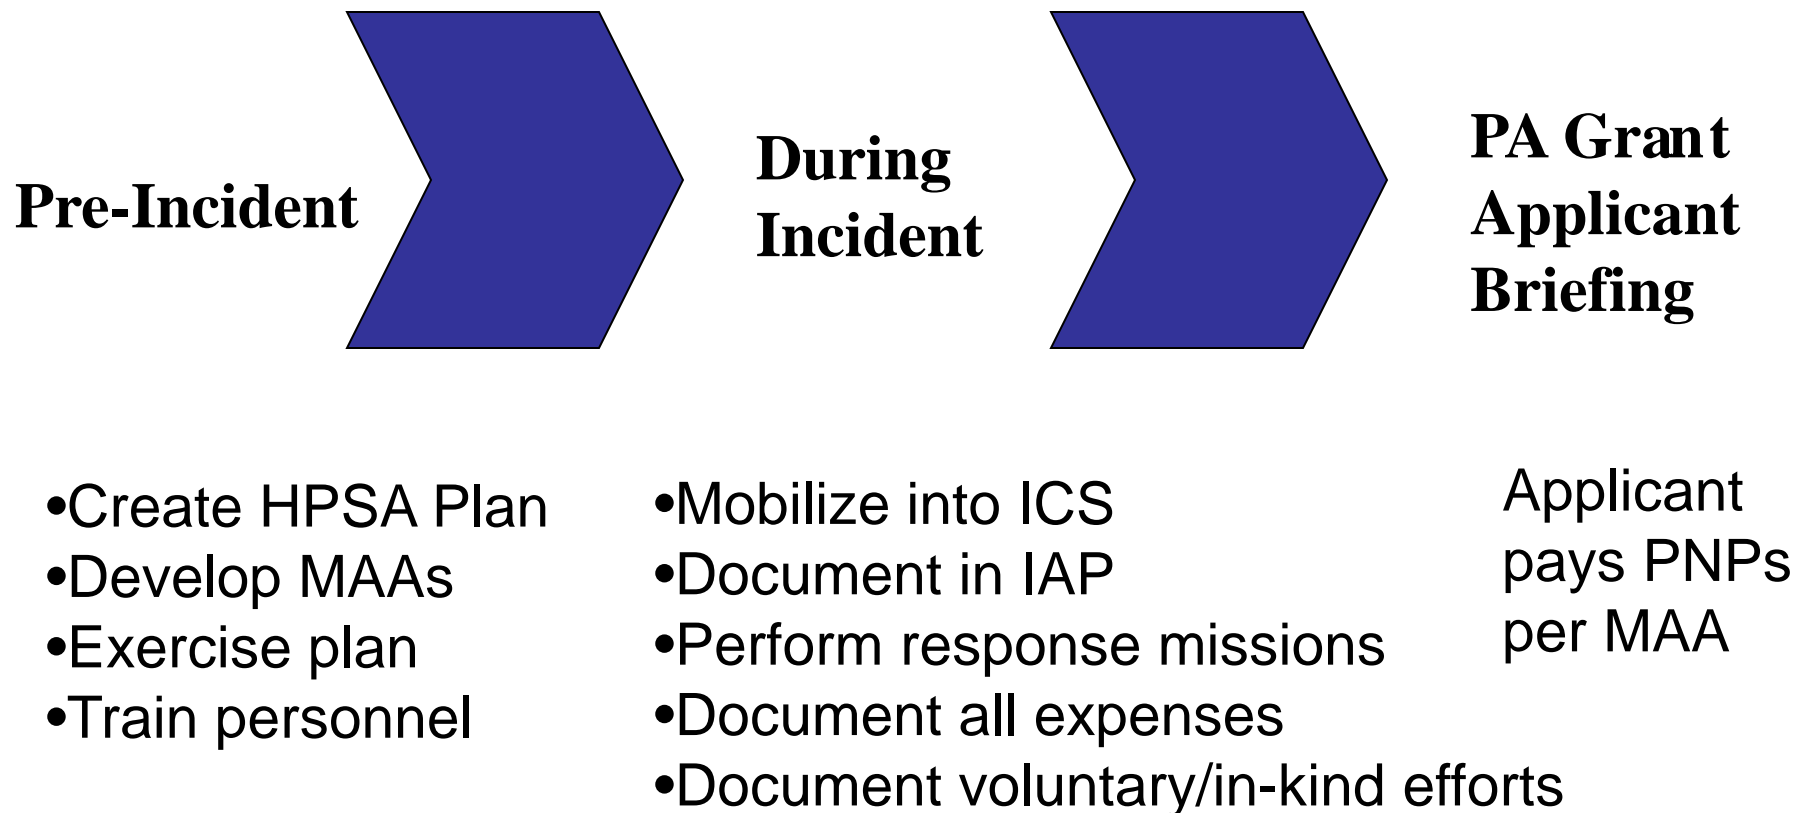 Pre-Incident
During
Incident
PA Grant
Applicant
Briefing
•Create HPSA Plan
•Develop MAAs
•Exercise plan
•Train personnel
•Mobilize into ICS
•Document in IAP
•Perform response missions
•Document all expenses
•Document voluntary/in-kind efforts
Applicant
pays PNPs
per MAA